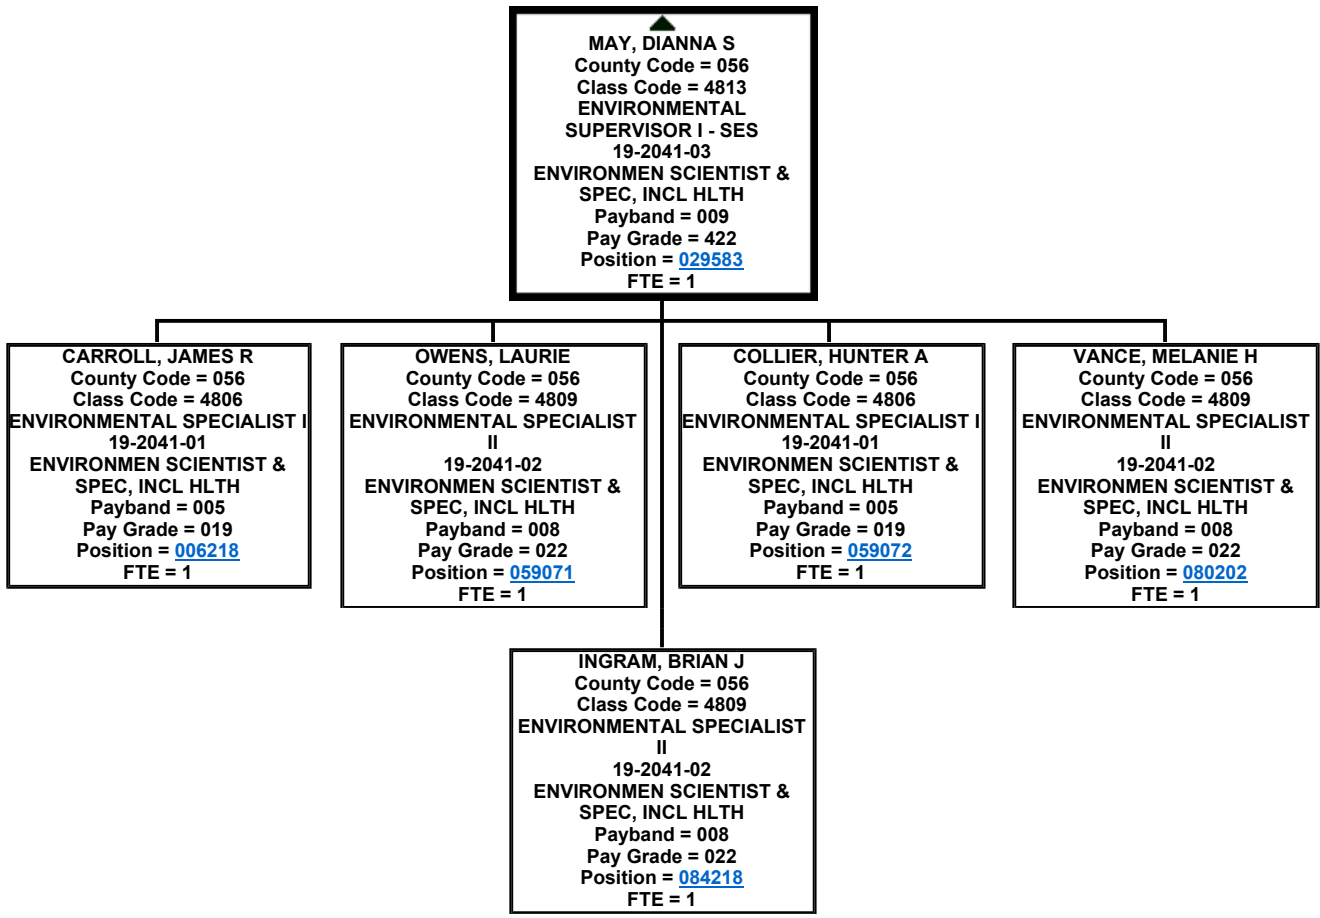 MAY, DIANNA S
County Code = 056
Class Code = 4813
ENVIRONMENTAL
SUPERVISOR I - SES
19-2041-03
ENVIRONMEN SCIENTIST &
SPEC, INCL HLTH
Payband = 009
Pay Grade = 422
Position = 029583
FTE = 1
CARROLL, JAMES R
County Code = 056
Class Code = 4806
ENVIRONMENTAL SPECIALIST I
19-2041-01
ENVIRONMEN SCIENTIST &
SPEC, INCL HLTH
Payband = 005
Pay Grade = 019
Position = 006218
FTE = 1
OWENS, LAURIE
County Code = 056
Class Code = 4809
ENVIRONMENTAL SPECIALIST
II
19-2041-02
ENVIRONMEN SCIENTIST &
SPEC, INCL HLTH
Payband = 008
Pay Grade = 022
Position = 059071
FTE = 1
COLLIER, HUNTER A
County Code = 056
Class Code = 4806
ENVIRONMENTAL SPECIALIST I
19-2041-01
ENVIRONMEN SCIENTIST &
SPEC, INCL HLTH
Payband = 005
Pay Grade = 019
Position = 059072
FTE = 1
VANCE, MELANIE H
County Code = 056
Class Code = 4809
ENVIRONMENTAL SPECIALIST
II
19-2041-02
ENVIRONMEN SCIENTIST &
SPEC, INCL HLTH
Payband = 008
Pay Grade = 022
Position = 080202
FTE = 1
INGRAM, BRIAN J
County Code = 056
Class Code = 4809
ENVIRONMENTAL SPECIALIST
II
19-2041-02
ENVIRONMEN SCIENTIST &
SPEC, INCL HLTH
Payband = 008
Pay Grade = 022
Position = 084218
FTE = 1